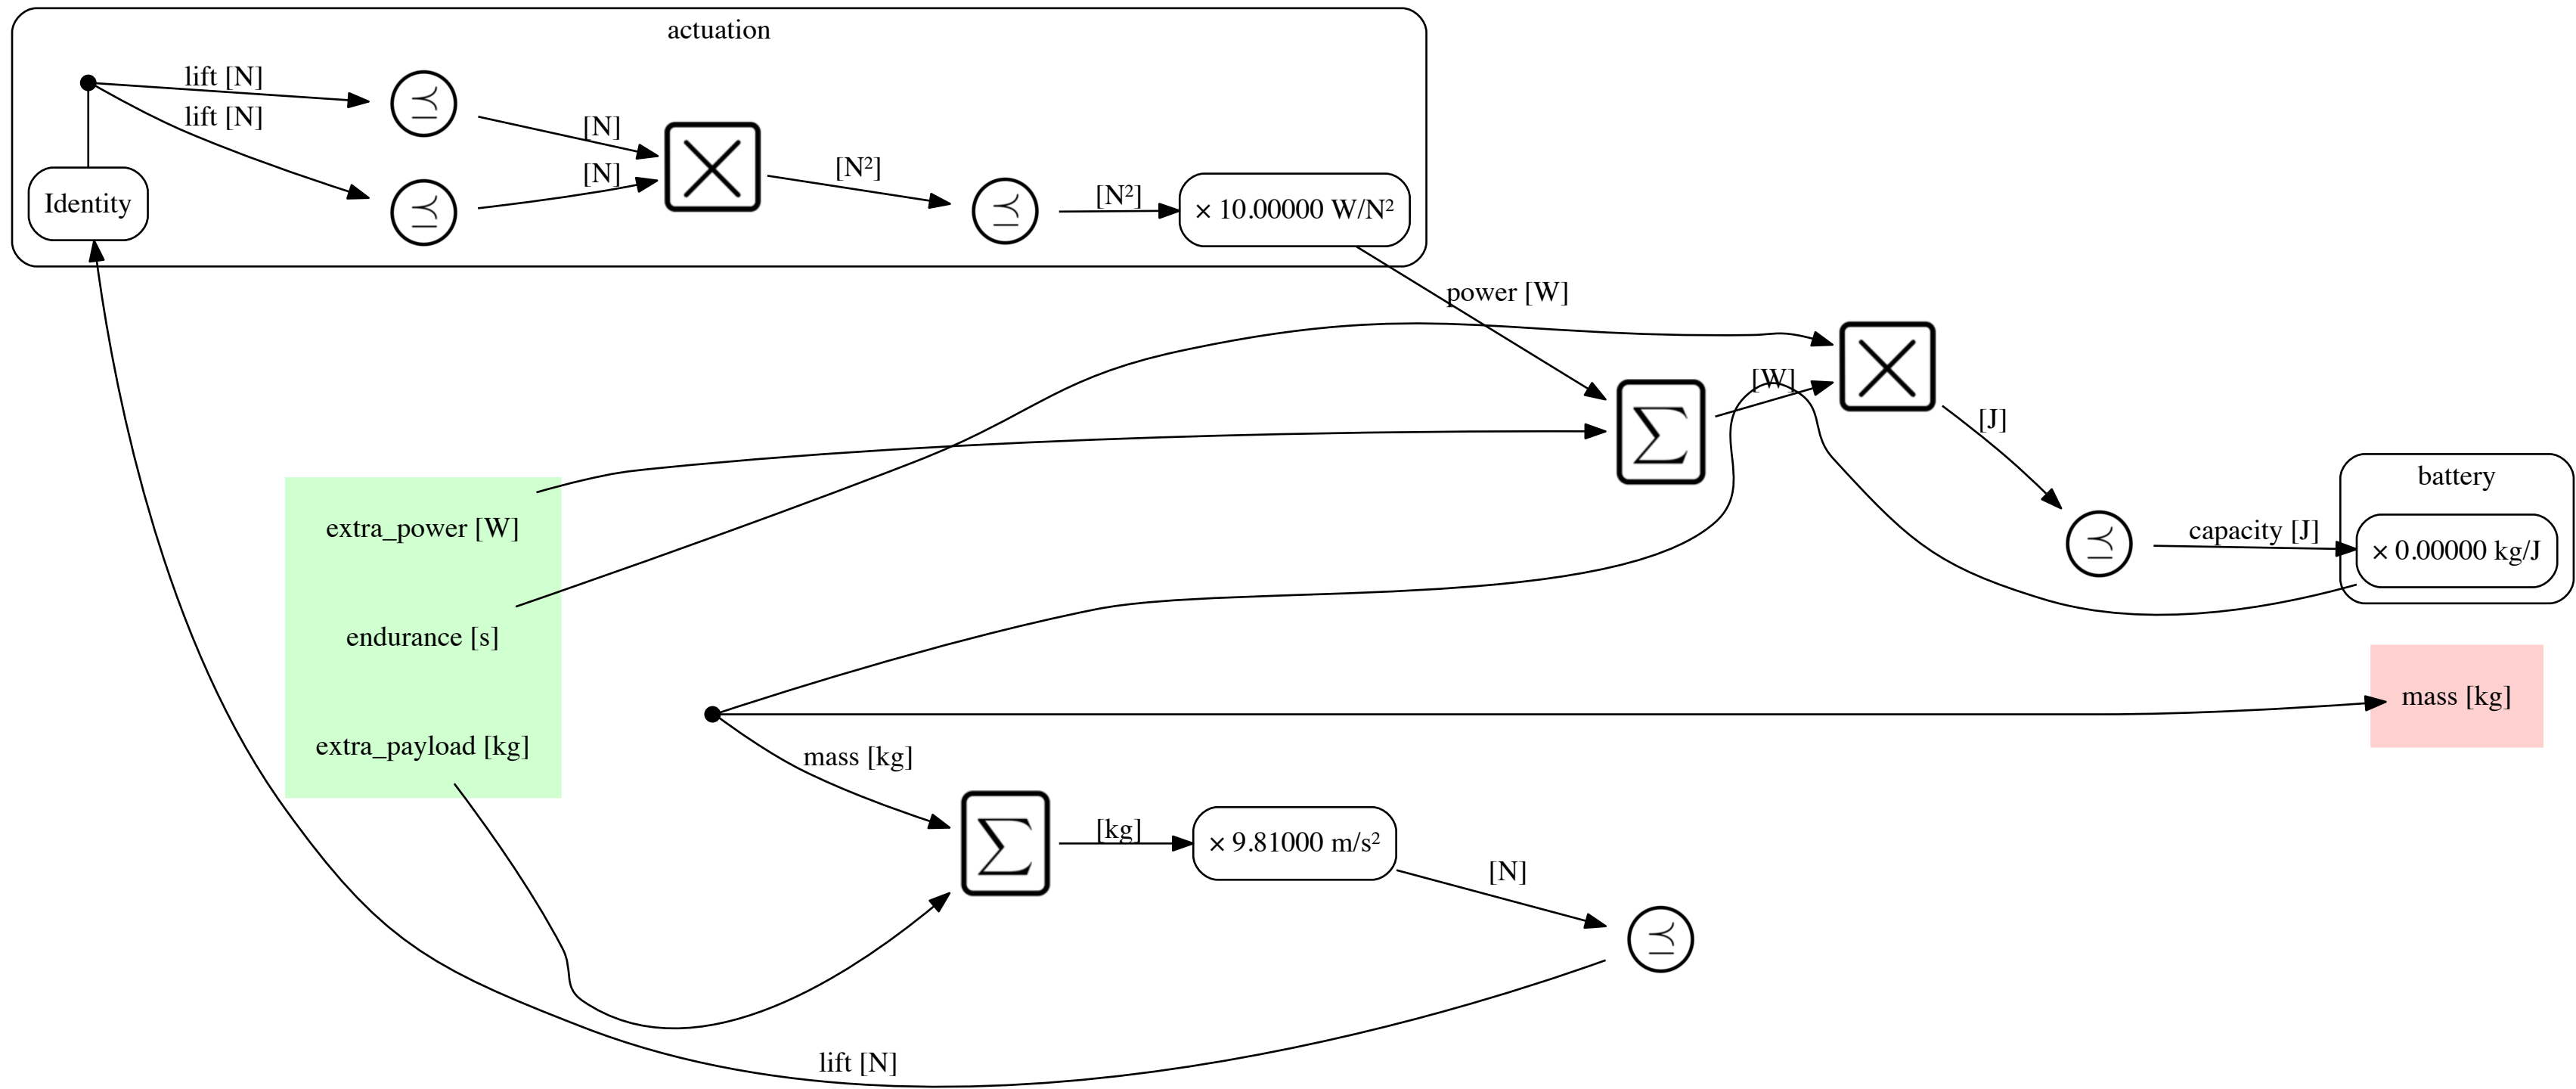 actuation
lift [N]
lift [N]
[N]
[N]
[N²]
[N²]
Identity
× 10.00000 W/N²
power [W]
[W]
[J]
battery
capacity [J]
× 0.00000 kg/J
extra_power [W]
endurance [s]
extra_payload [kg]
mass [kg]
mass [kg]
[kg]
× 9.81000 m/s²
[N]
lift [N]